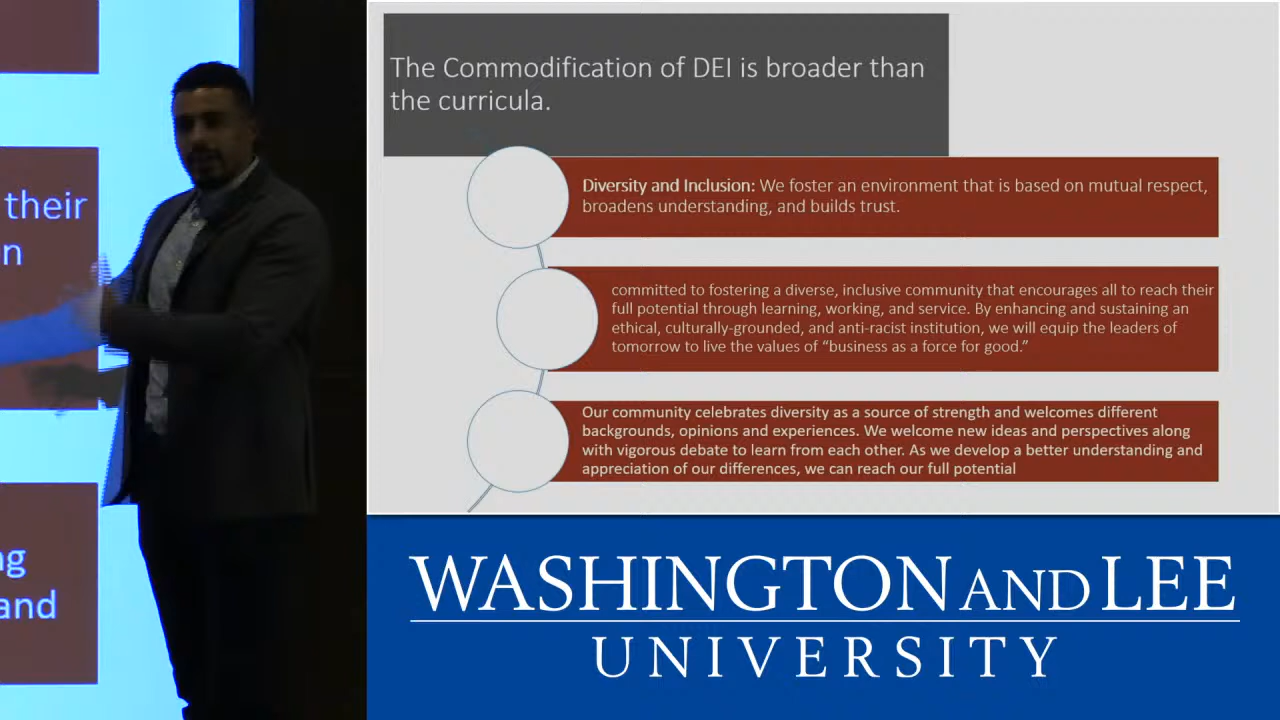 their
n
ng
and
The Commodification of DEI is broader than
the curricula.
Diversity and Inclusion: We foster an environment that is based on mutual respect,
broadens understanding, and builds trust.
committed to fostering a diverse, inclusive community that encourages all to reach their
full potential through learning, working, and service. By enhancing and sustaining an
ethical, culturally-grounded, and anti-racist institution, we will equip the leaders of
tomorrow to live the values of “business as a force for good.”
Our community celebrates diversity as a source of strength and welcomes different
backgrounds, opinions and experiences. We welcome new ideas and perspectives along
with vigorous debate to learn from each other. As we develop a better understanding and
appreciation of our differences, we can reach our full potential
WASHINGTON AND LEE
UNIVERSITY